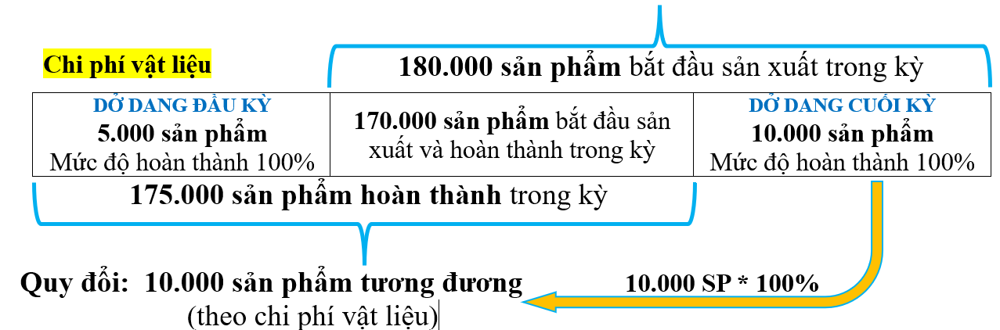 Chi phí vật liệu
180.000 sản phẩm bắt đầu sản xuất trong kỳ
DỞ DANG ĐẦU KỲ
5.000 sản phẩm
Mức độ hoàn thành 100%
170.000 sản phẩm bắt đầu sản
xuất và hoàn thành trong kỳ
DỞ DANG CUỐI KỲ
10.000 sản phẩm
Mức độ hoàn thành 100%
175.000 sản phẩm hoàn thành trong kỳ
Quy đổi: 10.000 sản phẩm tương đương
(theo chi phí vật liệu)
10.000 SP * 100%